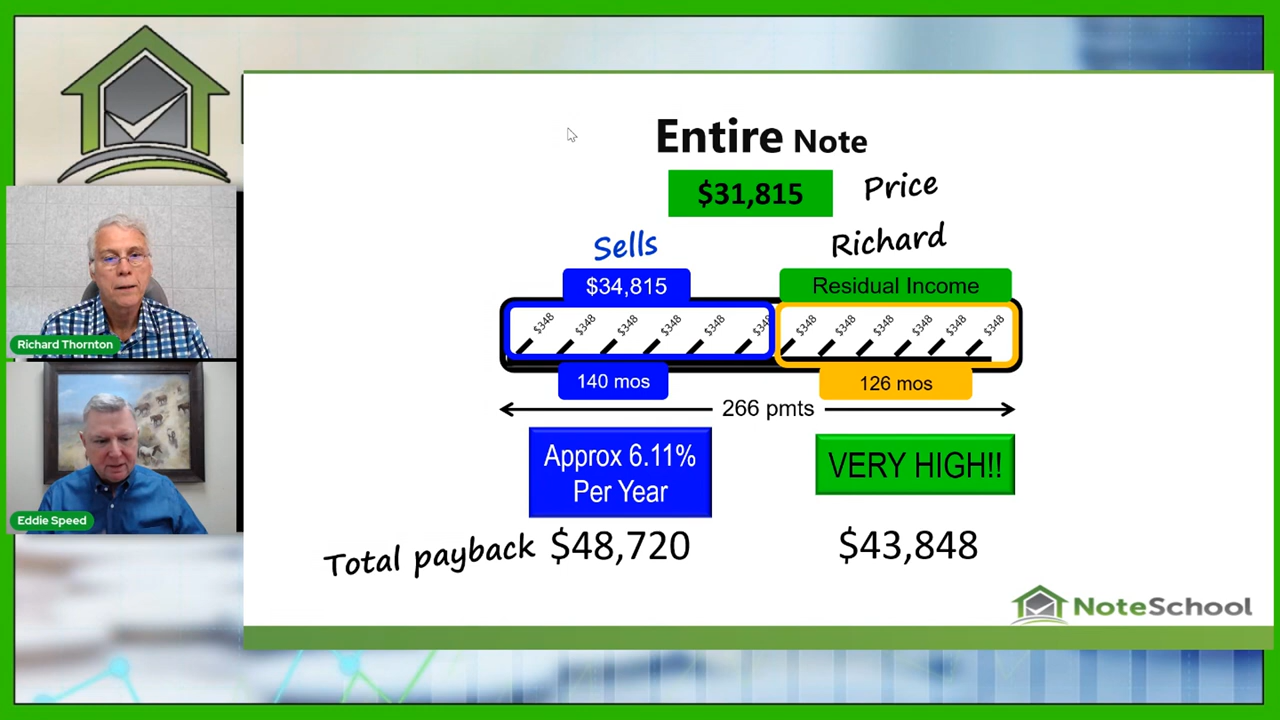 Entire Note
$31,815 Price
Sells
Richard
$34,815
Residual Income
$348 $348 $348 $348 $348 $348 $348 $348 $348 $348 $348 $348
140 mos
126 mos
266 pmts
Approx 6.11%
Per Year
VERY HIGH!!
Total payback $48,720
$43,848
NoteSchool
Richard Thornton
Eddie Speed